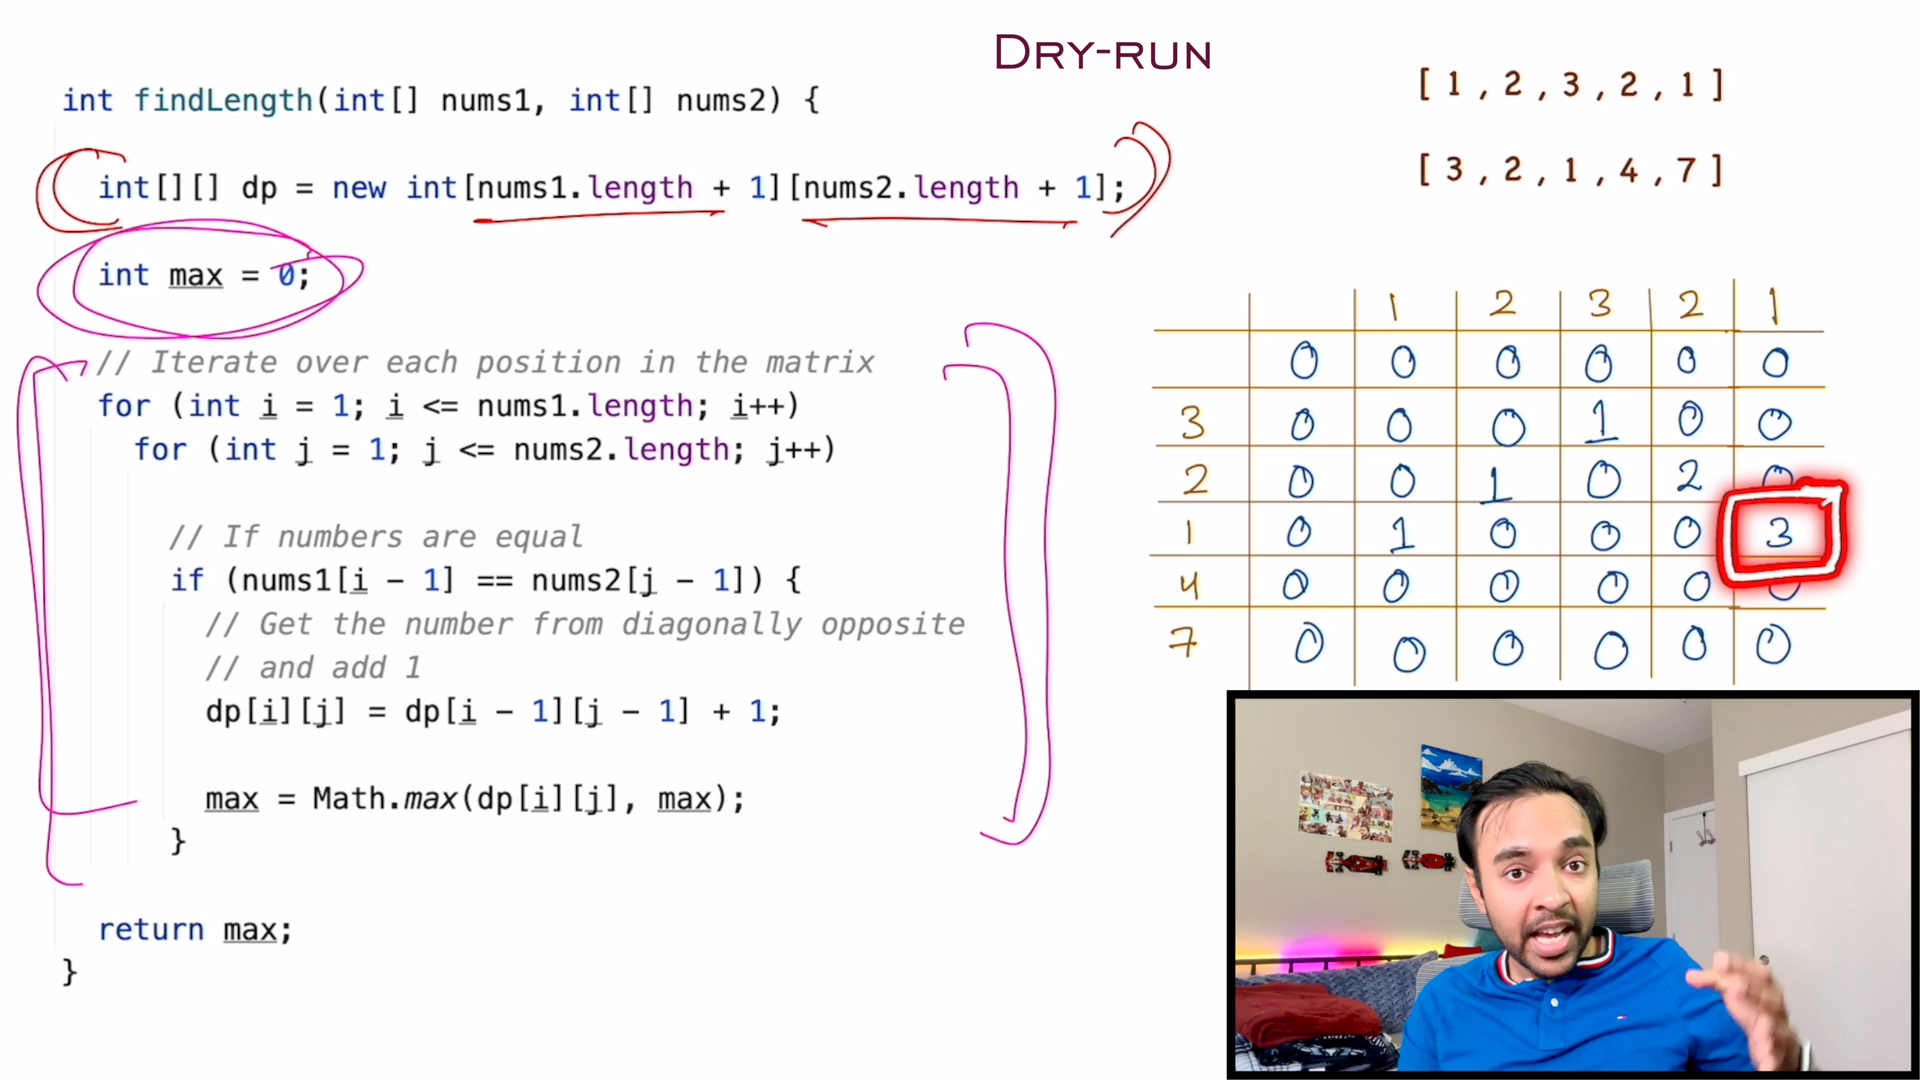 DRY-RUN
int findLength(int[] nums1, int[] nums2) {
int[][] dp = new int[nums1.length + 1][nums2.length + 1];
int max = 0;
// Iterate over each position in the matrix
for (int i = 1; i <= nums1.length; i++)
for (int j = 1; j <= nums2.length; j++)
// If numbers are equal
if (nums1[i - 1] == nums2[j - 1]) {
// Get the number from diagonally opposite
// and add 1
dp[i][j] = dp[i - 1][j - 1] + 1;
max = Math.max(dp[i][j], max);
}
return max;
}
[ 1 , 2 , 3 , 2 , 1 ]
[ 3 , 2 , 1 , 4 , 7 ]
1 2 3 2 1
0 0 0 0 0 0
3 0 0 0 1 0 0
2 0 0 1 0 2 0
1 0 1 0 0 0 3
4 0 0 0 0 0 0
7 0 0 0 0 0 0